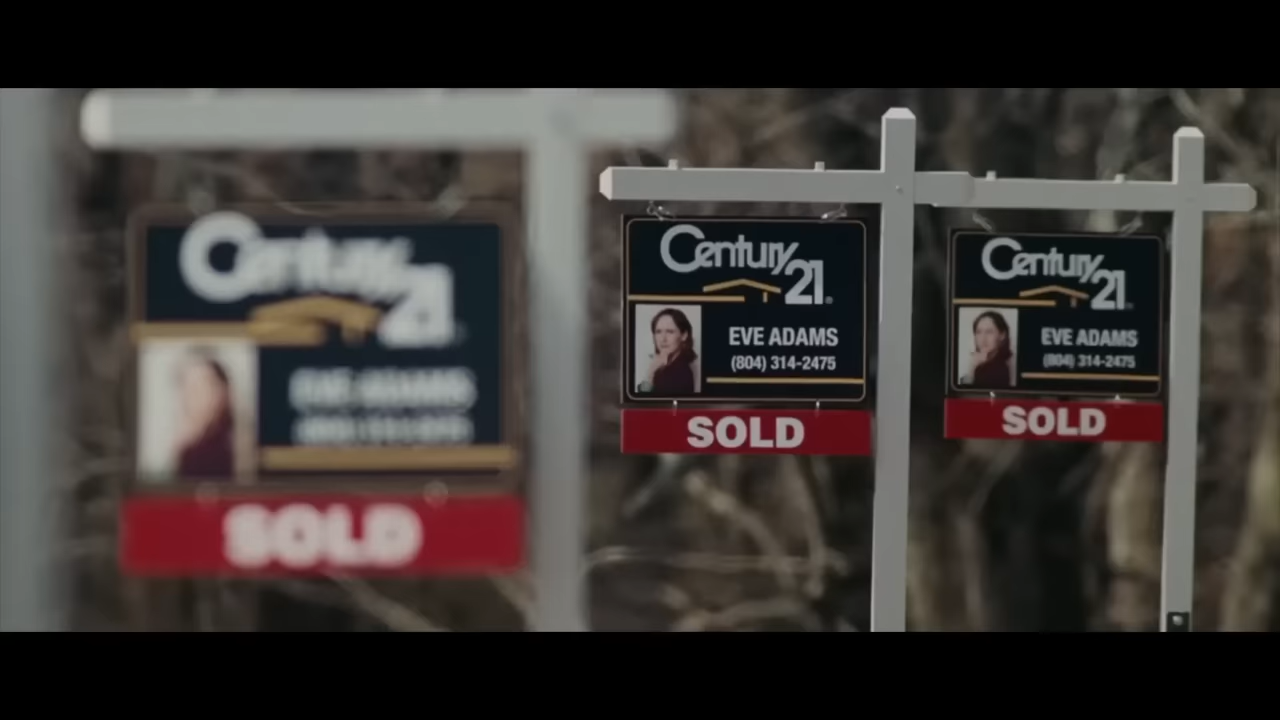 Century
21
SOLD
Century
21®
EVE ADAMS
(804) 314-2475
SOLD
Century
21
EVE ADAMS
(804) 314-2475
SOLD